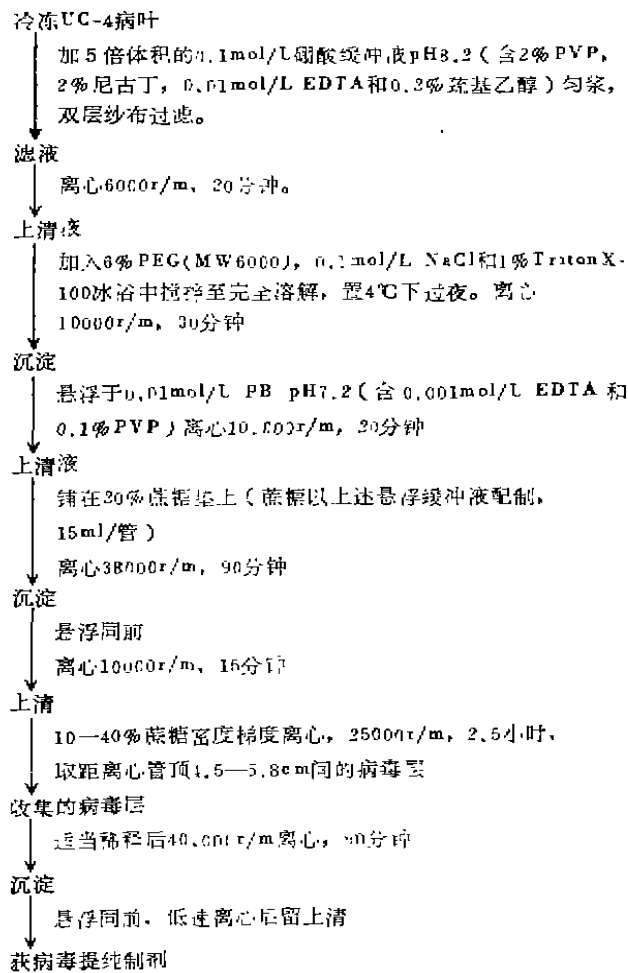 冷冻UC-4病叶
加5倍体积的0.1mol/L硼酸缓冲液pH8.2(含2%PVP,
2%尼古丁,0.01mol/L EDTA和0.2%巯基乙醇)匀浆,
双层纱布过滤。
滤液
离心6000r/m,20分钟。
上清液
加入6%PEG(MW6000),0.1mol/L NaCl和1%TritonX-
100冰浴中搅拌至完全溶解,置4℃下过夜。离心
10000r/m,30分钟
沉淀
悬浮于0.01mol/L PB pH7.2(含0.001mol/L EDTA 和
0.1%PVP)离心10,000r/m,20分钟
上清液
铺在20%蔗糖垫上(蔗糖以上述悬浮缓冲液配制,
15ml/管)
离心38000r/m,90分钟
沉淀
悬浮同前
离心10000r/m,15分钟
上清
10—40%蔗糖密度梯度离心,25000r/m,2.5小时,
取距离心管顶4.5—5.8cm间的病毒层
收集的病毒层
适当稀释后40,000r/m离心,90分钟
沉淀
悬浮同前,低速离心后留上清
获病毒提纯制剂